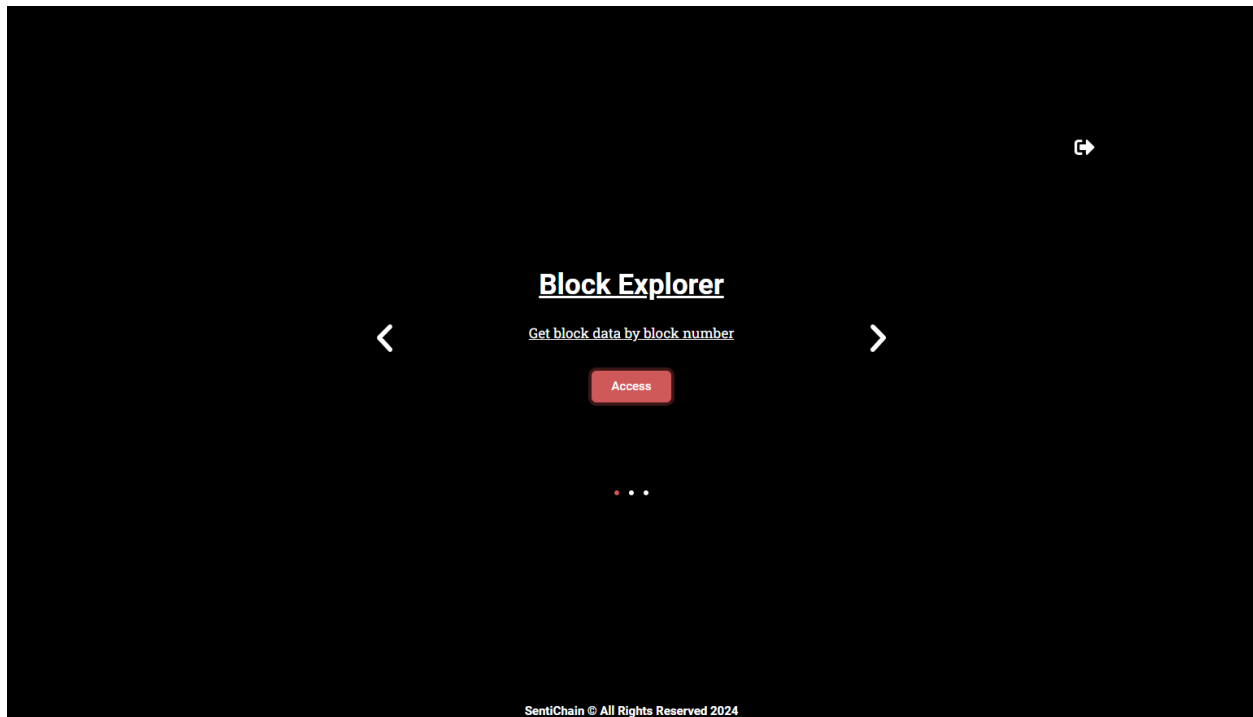 Block Explorer
Get block data by block number
Access
SentiChain © All Rights Reserved 2024